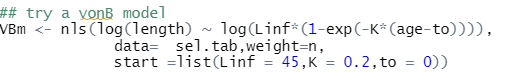 ## try a vonB model
VBm <- nls(log(length) ~ log(Linf*(1-exp(-K*(age-to)))),
data= sel.tab,weight=n,
start =list(Linf = 45,K = 0.2,to = 0))